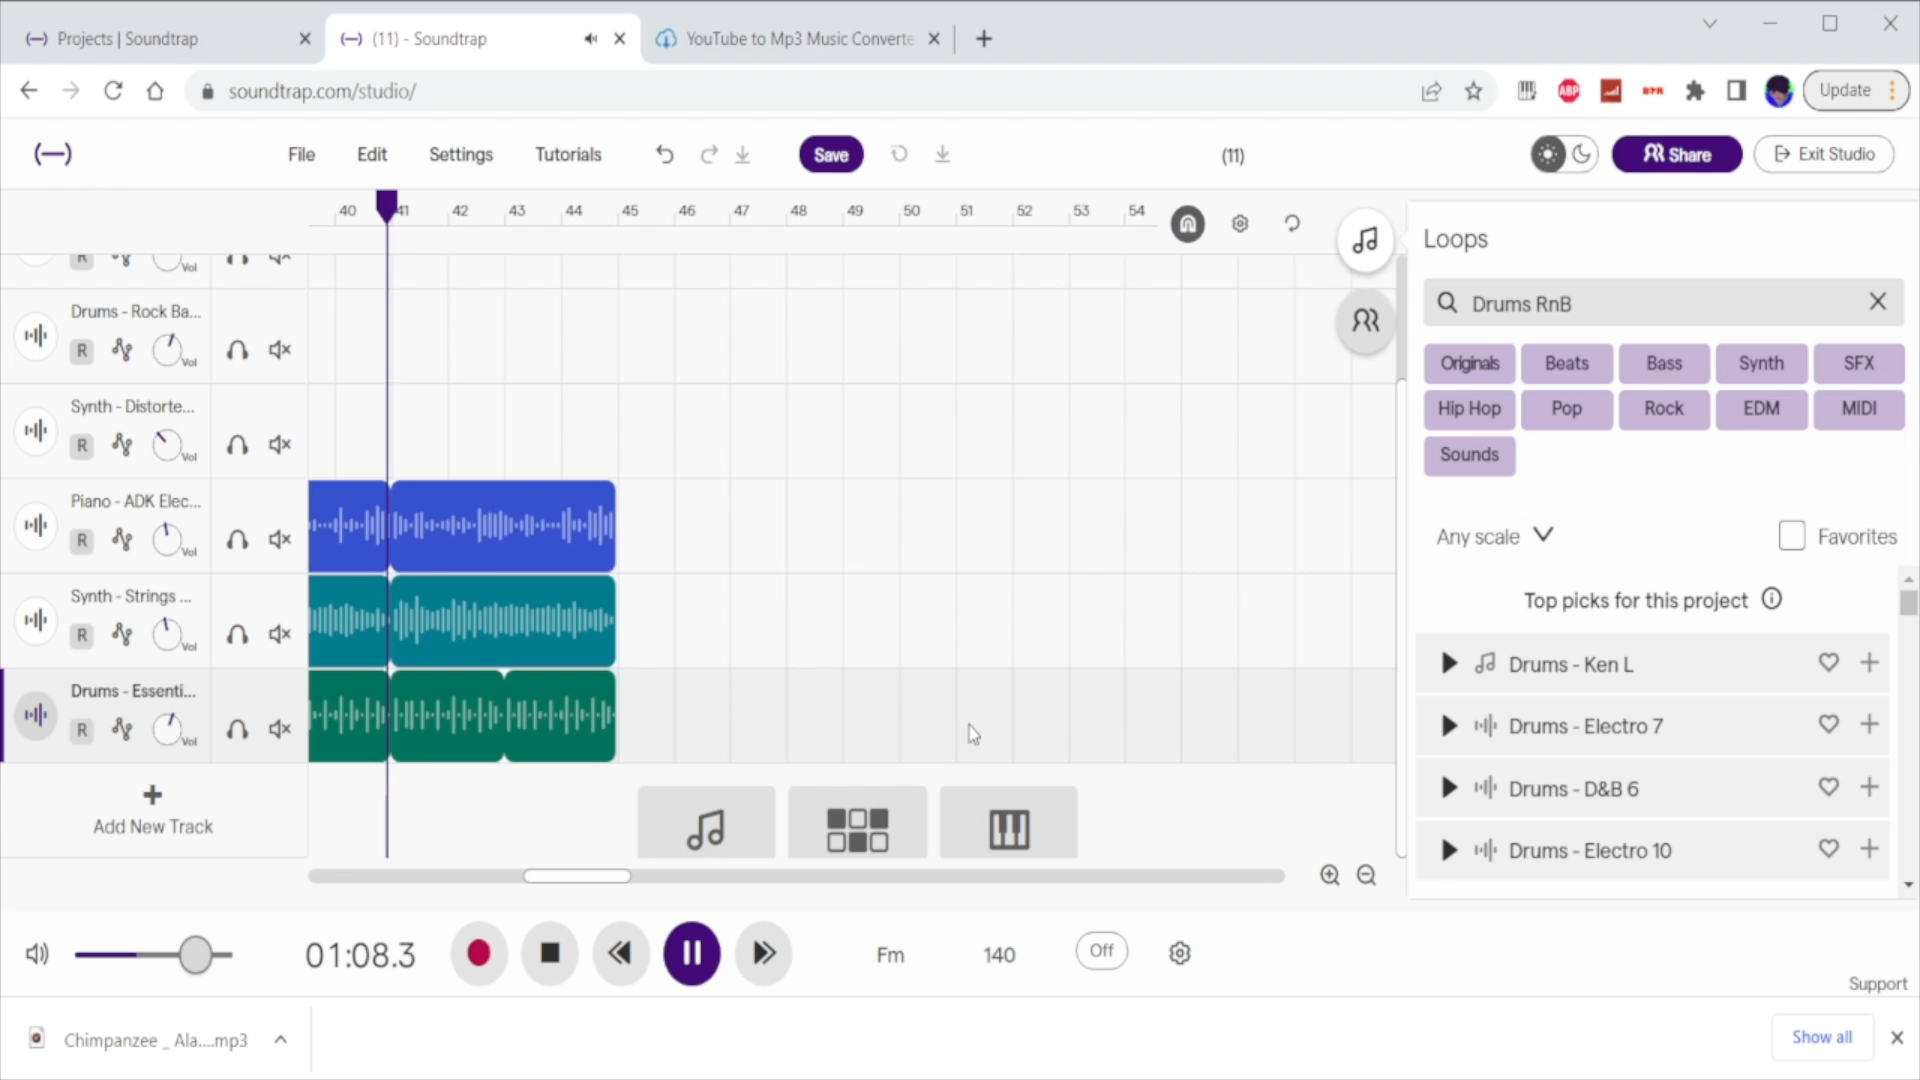 Projects | Soundtrap
(11) - Soundtrap
YouTube to Mp3 Music Converte
soundtrap.com/studio/
ABP
Update
File Edit Settings Tutorials
Save
(11)
Share
Exit Studio
40 41 42 43 44 45 46 47 48 49 50 51 52 53 54
R Vol
Drums - Rock Ba...
R Vol
Synth - Distorte...
R Vol
Piano - ADK Elec...
R Vol
Synth - Strings ...
R Vol
Drums - Essenti...
R Vol
Add New Track
Loops
Drums RnB
Originals Beats Bass Synth SFX
Hip Hop Pop Rock EDM MIDI
Sounds
Any scale
Favorites
Top picks for this project
Drums - Ken L
Drums - Electro 7
Drums - D&B 6
Drums - Electro 10
01:08.3
Fm
140
Off
Support
Chimpanzee _ Ala....mp3
Show all